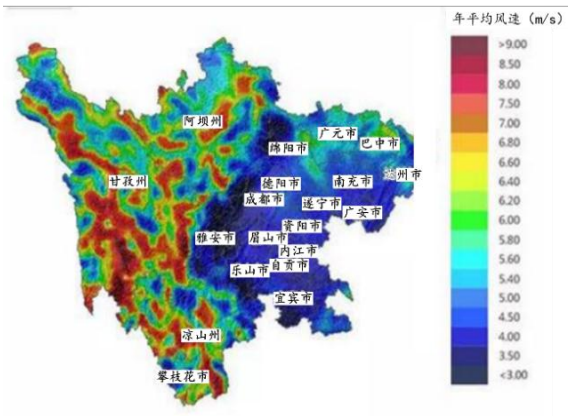 年平均风速 (m/s)
>9.00
8.50
8.00
7.50
7.00
6.80
6.60
6.40
6.20
6.00
5.80
5.60
5.40
5.00
4.50
4.00
3.50
<3.00
阿坝州
广元市
巴中市
绵阳市
甘孜州
德阳市
南充市
州市
成都市
遂宁市
广安市
资阳市
雅安市
眉山市
内江市
乐山市
自贡市
宜宾市
凉山州
攀枝花市